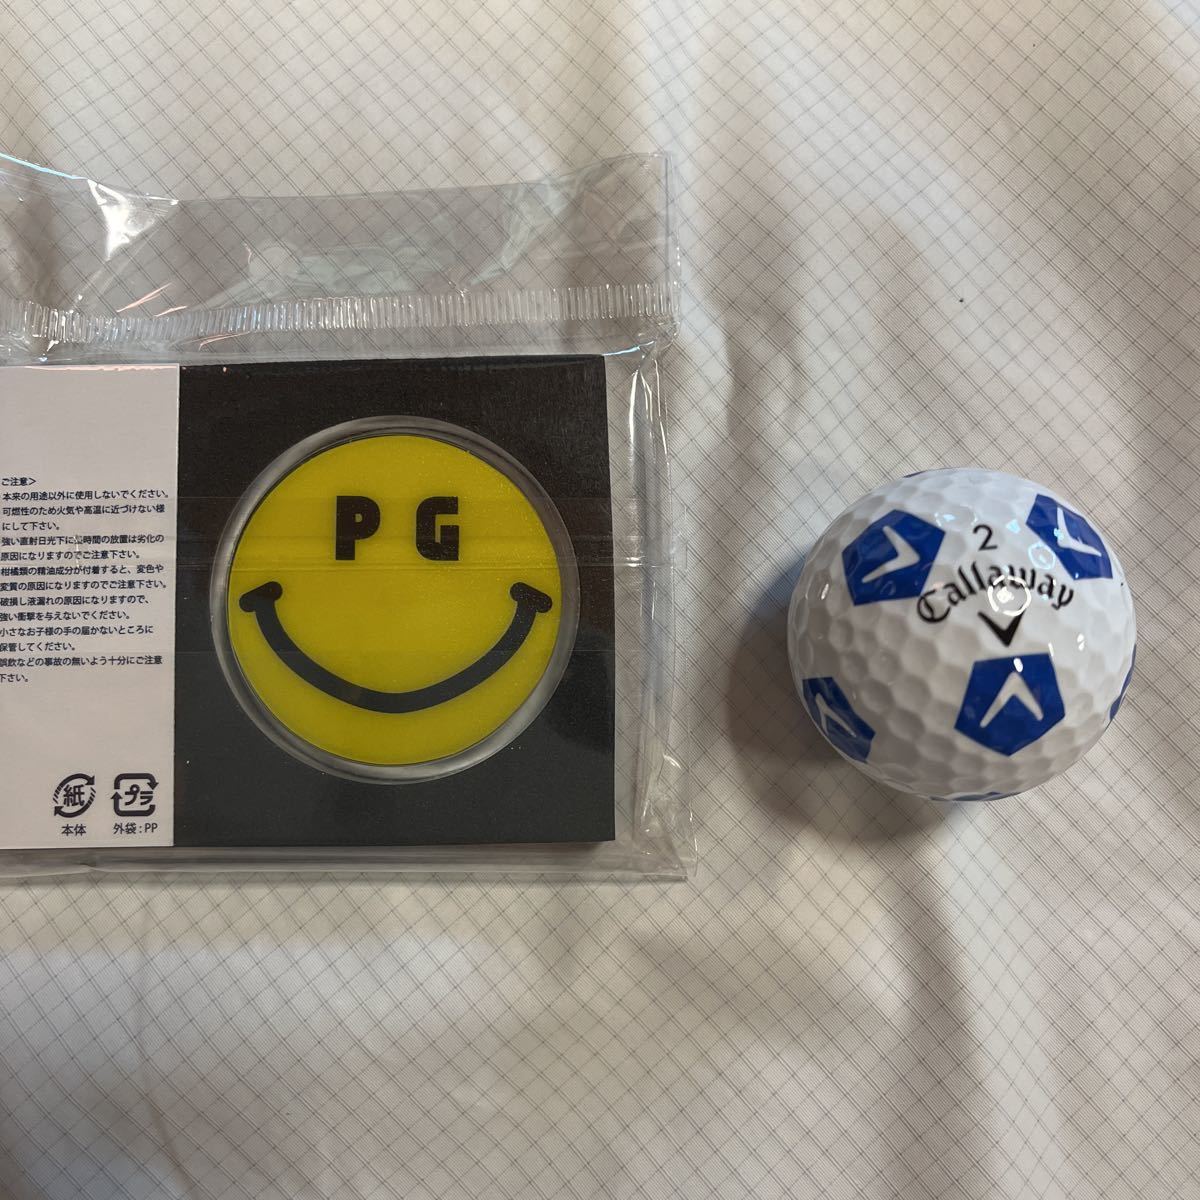 ご注意>
本来の用途以外に使用しないでください。
可燃性のため火気や高温に近づけない様
にして下さい。
強い直射日光下に 時間の放置は劣化の
原因になりますのでご注意下さい。
柑橘類の精油成分が付着すると、変色や
変質の原因になりますのでご注意下さい。
破損し液漏れの原因になりますので、
強い衝撃を与えないでください。
小さなお子様の手の届かないところに
保管してください。
誤飲などの事故の無いよう十分にご注意
下さい。
紙
本体
プラ
外袋:PP
P G
2
Callaway